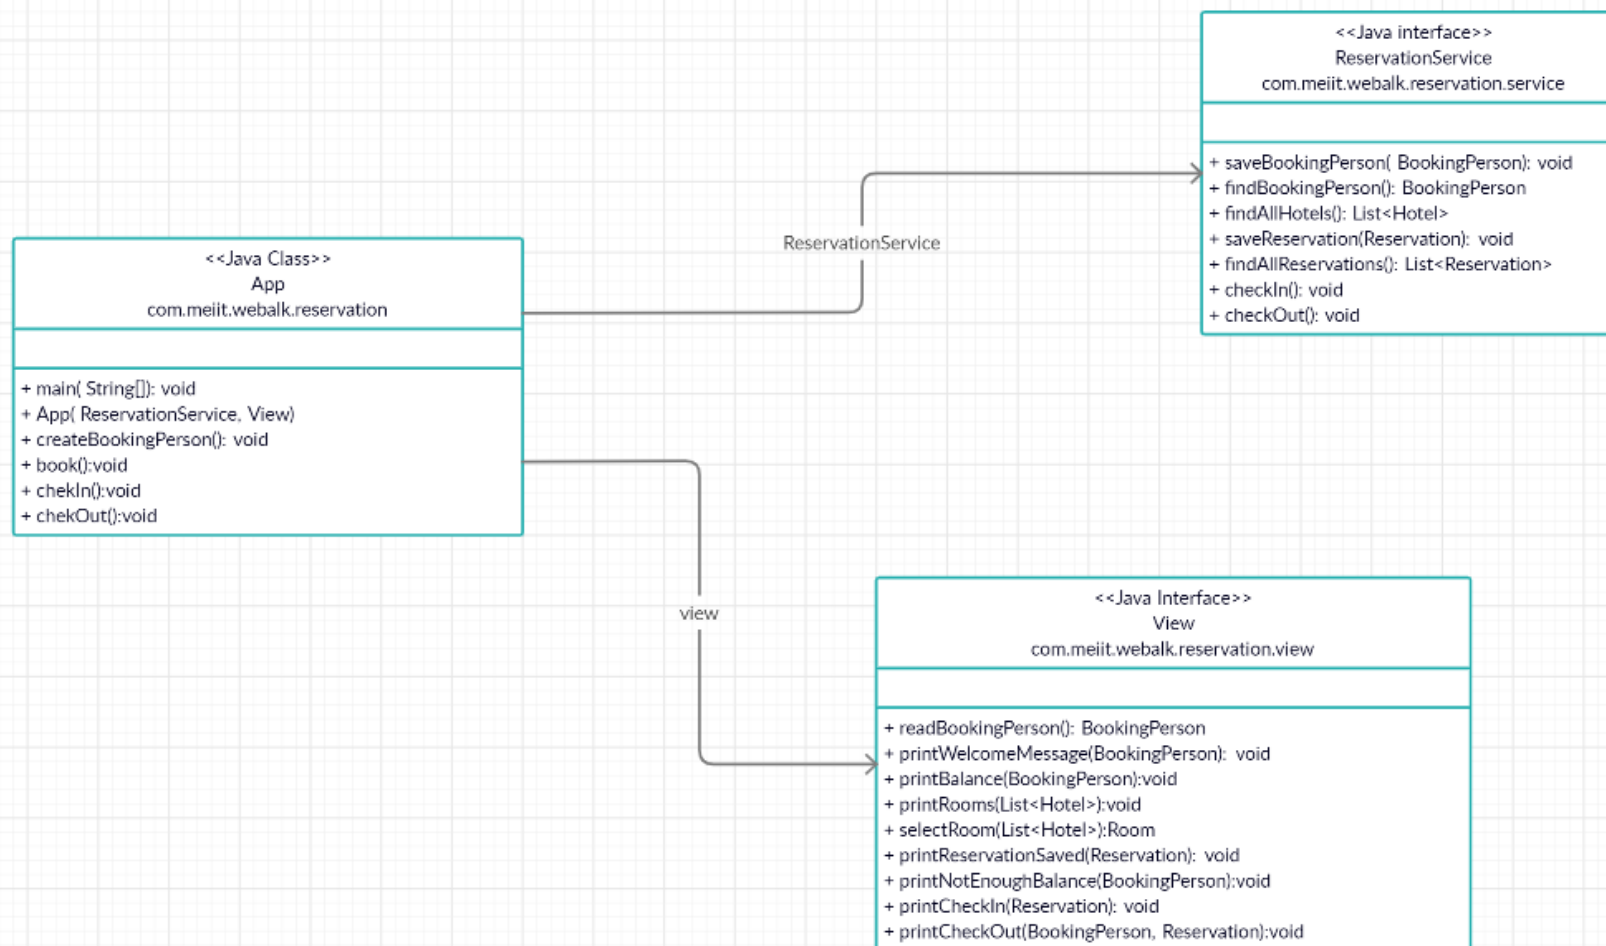 <<Java interface>>
ReservationService
com.meiit.webalk.reservation.service
+ saveBookingPerson( BookingPerson): void
+ findBookingPerson(): BookingPerson
+ findAllHotels(): List<Hotel>
+ saveReservation(Reservation): void
+ findAllReservations(): List<Reservation>
+ checkIn(): void
+ checkOut(): void
ReservationService
<<Java Class>>
App
com.meiit.webalk.reservation
+ main( String[]): void
+ App( ReservationService, View)
+ createBookingPerson(): void
+ book():void
+ chekIn():void
+ chekOut():void
view
<<Java Interface>>
View
com.meiit.webalk.reservation.view
+ readBookingPerson(): BookingPerson
+ printWelcomeMessage(BookingPerson): void
+ printBalance(BookingPerson):void
+ printRooms(List<Hotel>):void
+ selectRoom(List<Hotel>):Room
+ printReservationSaved(Reservation): void
+ printNotEnoughBalance(BookingPerson):void
+ printCheckIn(Reservation): void
+ printCheckOut(BookingPerson, Reservation):void